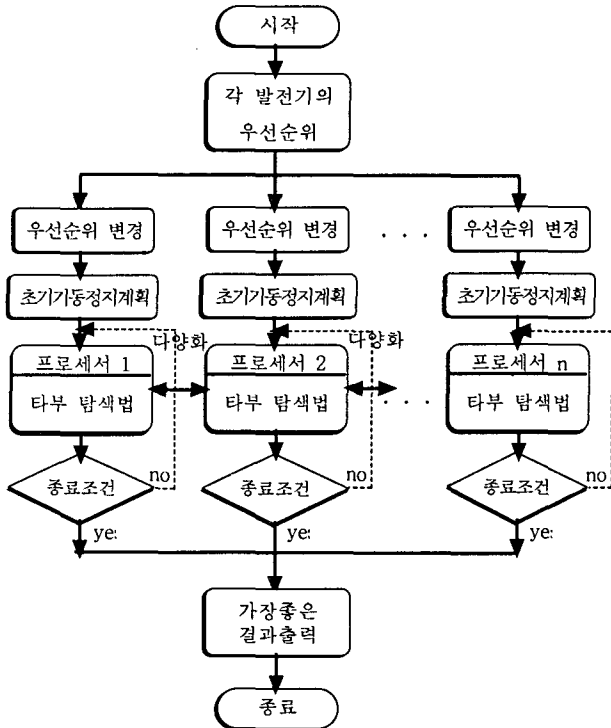 시작
각 발전기의
우선순위
우선순위 변경
우선순위 변경
. . .
우선순위 변경
초기기동정지계획
초기기동정지계획
초기기동정지계획
다양화
다양화
프로세서 1
타부 탐색법
프로세서 2
타부 탐색법
. . .
프로세서 n
타부 탐색법
종료조건
no
종료조건
no
종료조건
no
ye:
ye:
ye:
가장좋은
결과출력
종료